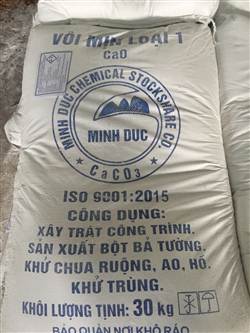 VÔI MỊN LOẠI 1
CaO
MINH DUC CHEMICAL STOCKSHARE CO.
MINH DUC
CaCO3
ISO 9001:2015
CÔNG DỤNG:
XÂY TRÁT CÔNG TRÌNH.
SẢN XUẤT BỘT BẢ TƯỜNG.
KHỬ CHUA RUỘNG, AO, HỒ.
KHỬ TRÙNG.
KHỐI LƯỢNG TỊNH: 30 kg
BẢO QUẢN NƠI KHÔ RÁO